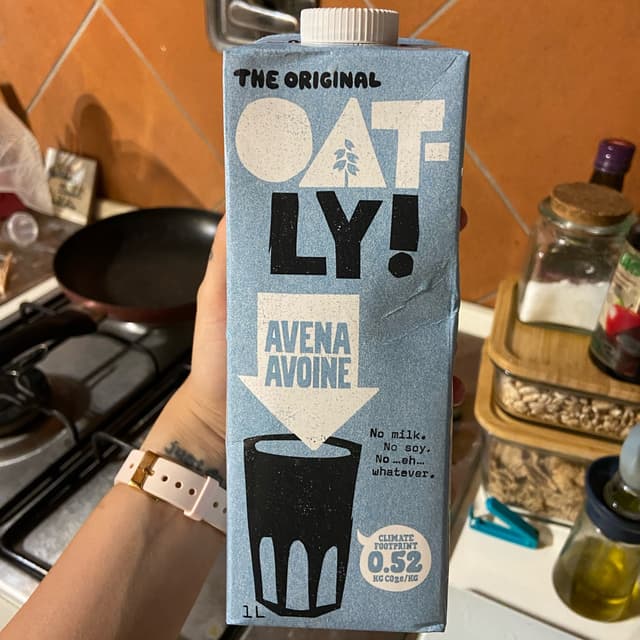 THE ORIGINAL
OAT-
LY!
AVENA
AVOINE
No milk.
No soy.
No …eh…
whatever.
CLIMATE
FOOTPRINT
0.52
KG CO2e/KG
1L